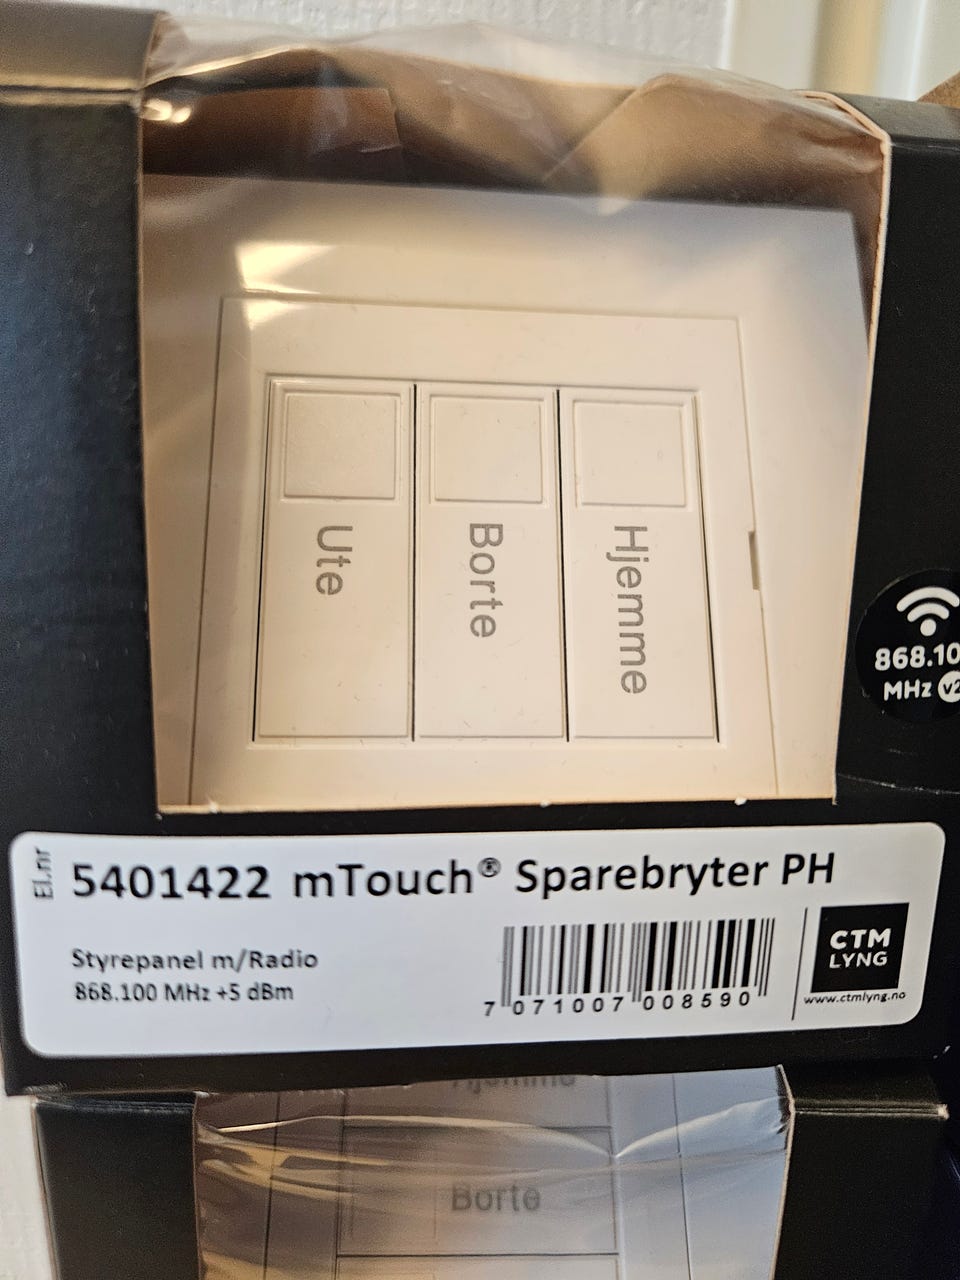 Hjemme
Borte
Ute
868.10
MHz v2
El.nr
5401422 mTouch® Sparebryter PH
Styrepanel m/Radio
868.100 MHz +5 dBm
7 071007 008590
CTM
LYNG
www.ctmlyng.no
Hjemme
Borte